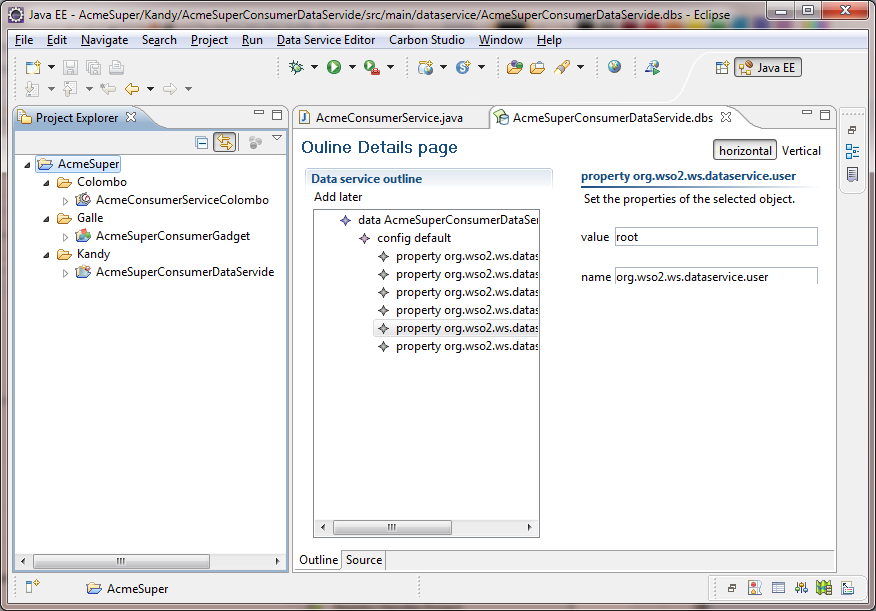 Java EE - AcmeSuper/Kandy/AcmeSuperConsumerDataServide/src/main/dataservice/AcmeSuperConsumerDataServide.dbs - Eclipse
File Edit Navigate Search Project Run Data Service Editor Carbon Studio Window Help
Java EE
Project Explorer
AcmeSuper
Colombo
AcmeConsumerServiceColombo
Galle
AcmeSuperConsumerGadget
Kandy
AcmeSuperConsumerDataServide
AcmeConsumerService.java
AcmeSuperConsumerDataServide.dbs
Ouline Details page
horizontal Vertical
Data service outline
Add later
data AcmeSuperConsumerDataSer
config default
property org.wso2.ws.datas
property org.wso2.ws.datas
property org.wso2.ws.datas
property org.wso2.ws.datas
property org.wso2.ws.datas
property org.wso2.ws.datas
property org.wso2.ws.dataservice.user
Set the properties of the selected object.
value root
name org.wso2.ws.dataservice.user
Outline Source
AcmeSuper